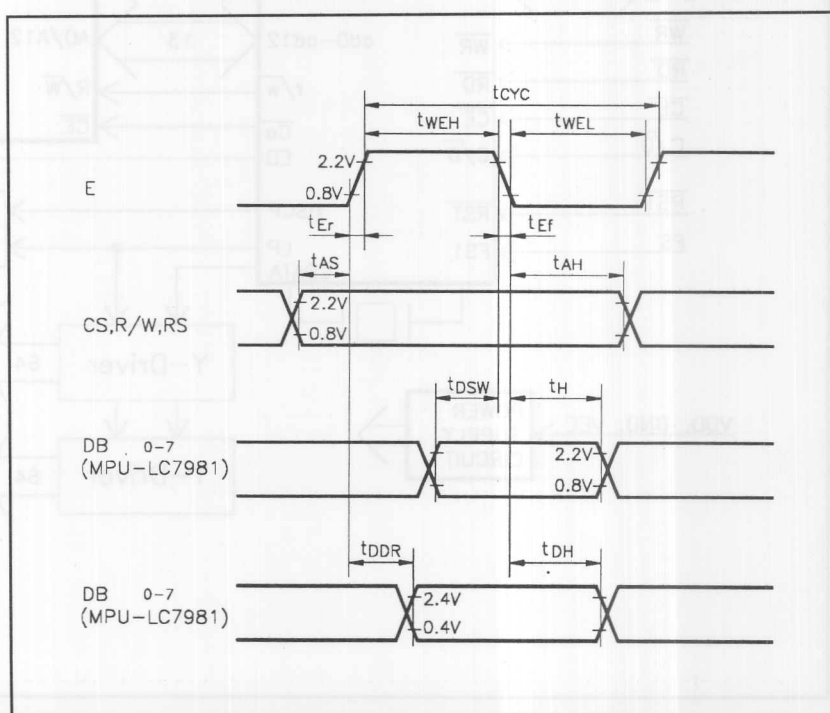 tCYC
tWEH tWEL
2.2V
E 0.8V
tEr tEf
tAS tAH
2.2V
CS,R/W,RS 0.8V
tDSW tH
DB 0-7 2.2V
(MPU-LC7981) 0.8V
tDDR tDH
DB 0-7 2.4V
(MPU-LC7981) 0.4V